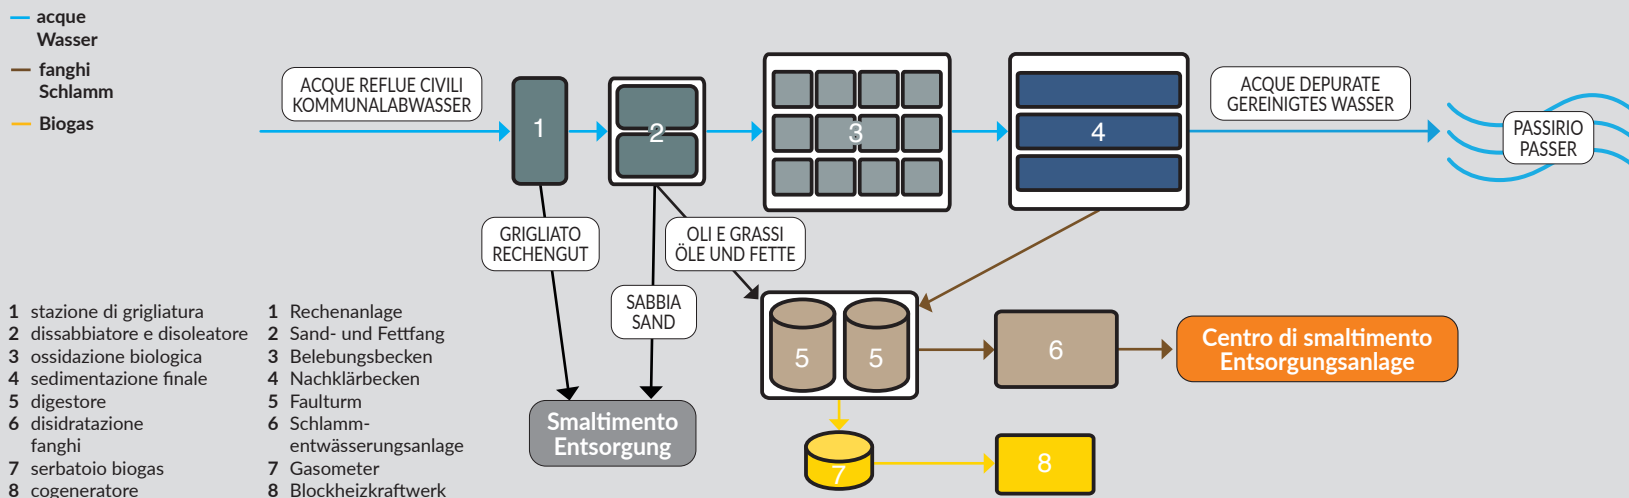 acque
Wasser
fanghi
Schlamm
Biogas
ACQUE REFLUE CIVILI
KOMMUNALABWASSER
1
2
3
4
ACQUE DEPURATE
GEREINIGTES WASSER
PASSIRIO
PASSER
GRIGLIATO
RECHENGUT
OLI E GRASSI
ÖLE UND FETTE
SABBIA
SAND
5
5
6
Centro di smaltimento
Entsorgungsanlage
Smaltimento
Entsorgung
7
8
1 stazione di grigliatura
2 dissabbiatore e disoleatore
3 ossidazione biologica
4 sedimentazione finale
5 digestore
6 disidratazione
fanghi
7 serbatoio biogas
8 cogeneratore
1 Rechenanlage
2 Sand- und Fettfang
3 Belebungsbecken
4 Nachklärbecken
5 Faulturm
6 Schlamm-
entwässerungsanlage
7 Gasometer
8 Blockheizkraftwerk